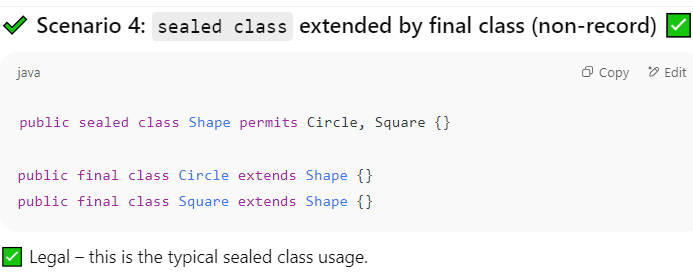 ✔ Scenario 4: sealed class extended by final class (non-record) ✅
java Copy Edit
public sealed class Shape permits Circle, Square {}
public final class Circle extends Shape {}
public final class Square extends Shape {}
✅ Legal – this is the typical sealed class usage.